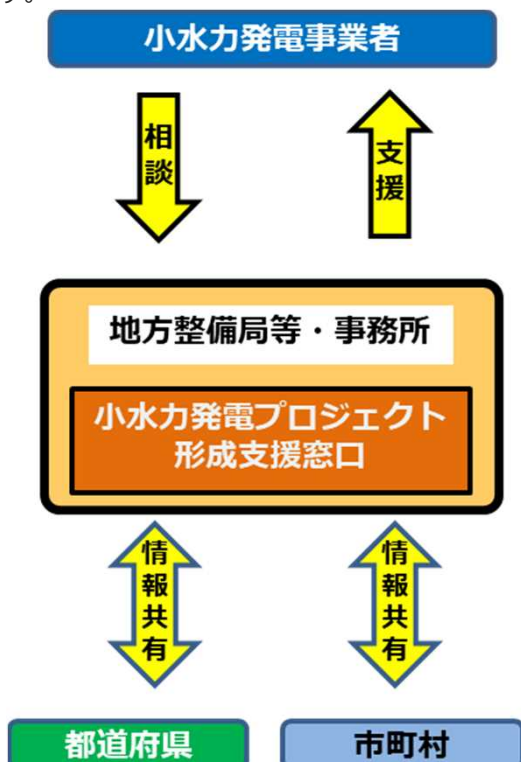 す。
小水力発電事業者
相談
支援
地方整備局等・事務所
小水力発電プロジェクト
形成支援窓口
情報共有
情報共有
都道府県
市町村